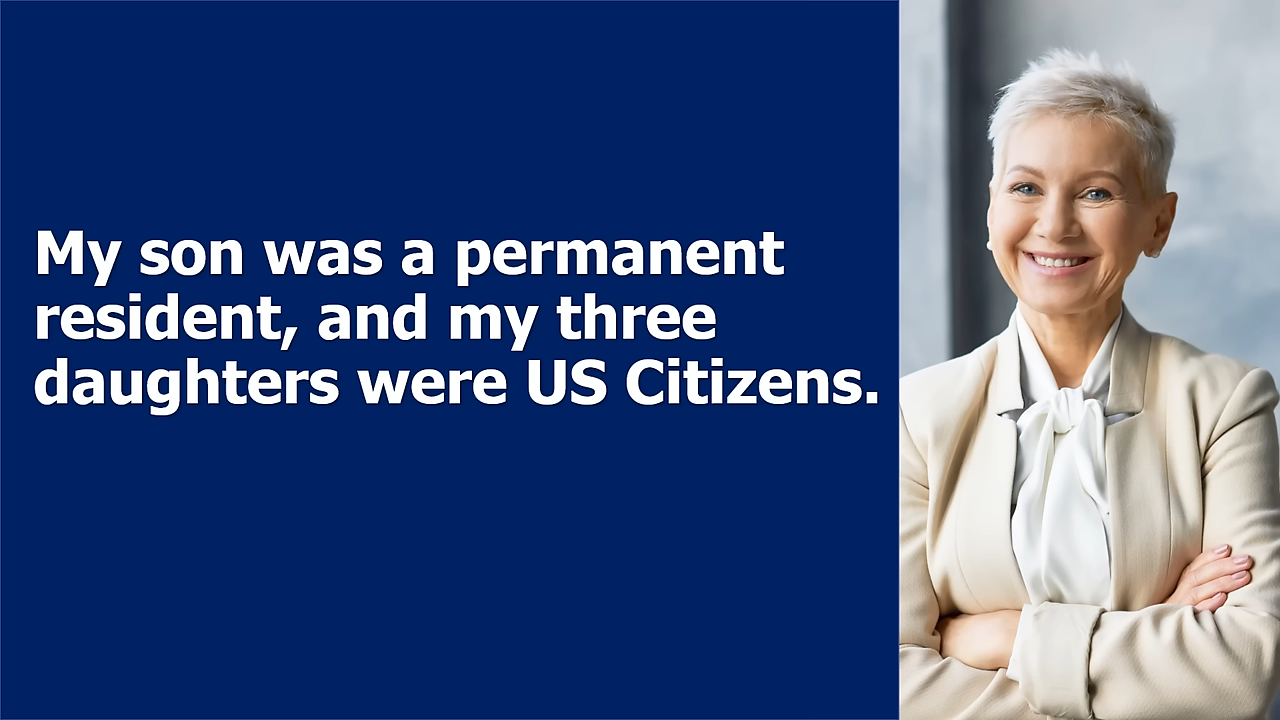 My son was a permanent
resident, and my three
daughters were US Citizens.